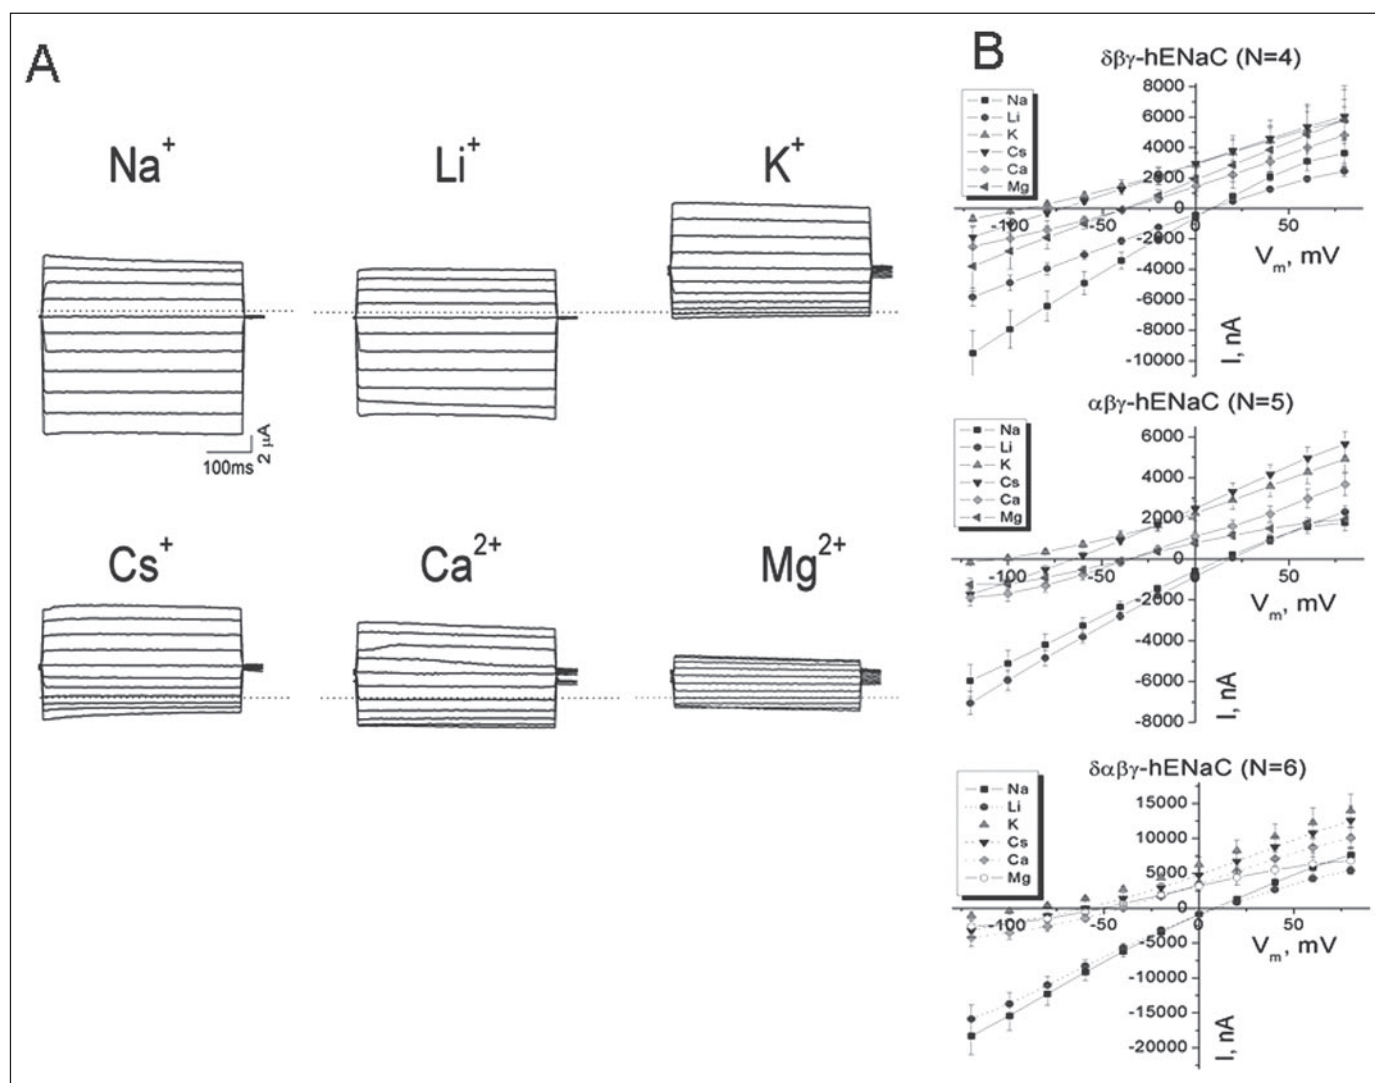 A
Na+
Li+
K+
100ms
2 μA
Cs+
Ca2+
Mg2+
B
δβγ-hENaC (N=4)
Na
Li
K
Cs
Ca
Mg
8000
6000
4000
2000
0
-2000
-4000
-6000
-8000
-10000
-100
-50
0
50
Vm, mV
I, nA
αβγ-hENaC (N=5)
Na
Li
K
Cs
Ca
Mg
6000
4000
2000
0
-2000
-4000
-6000
-8000
-100
-50
0
50
Vm, mV
I, nA
δαβγ-hENaC (N=6)
Na
Li
K
Cs
Ca
Mg
15000
10000
5000
0
-5000
-10000
-15000
-20000
-100
-50
0
50
Vm, mV
I, nA